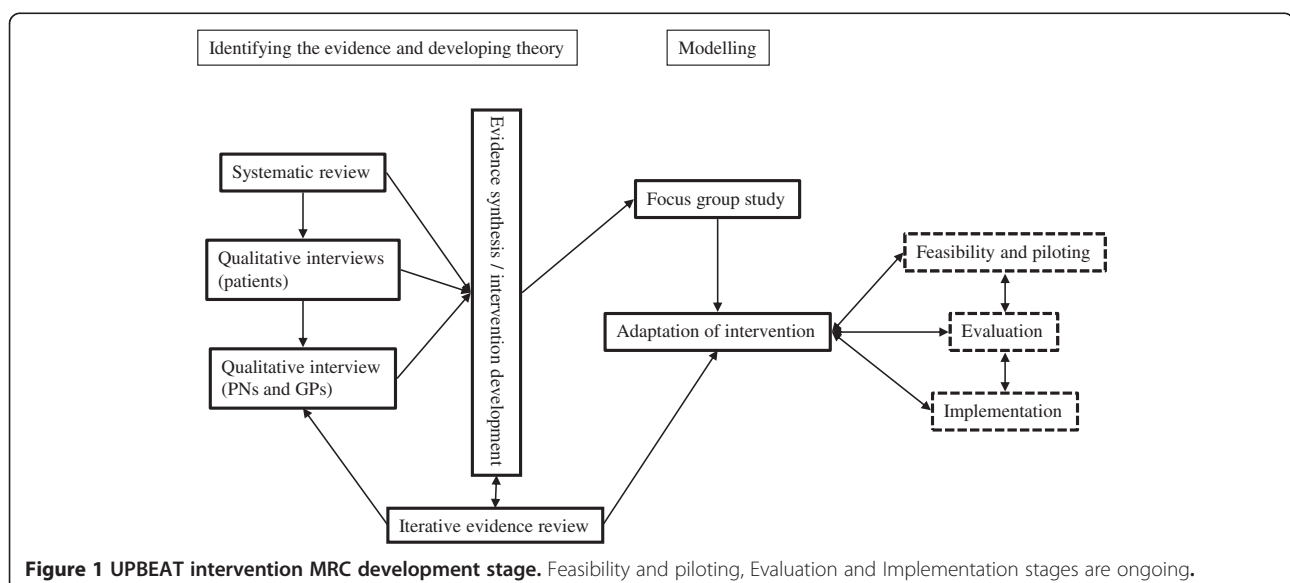 Identifying the evidence and developing theory
Modelling
Evidence synthesis / intervention development
Systematic review
Qualitative interviews
(patients)
Qualitative interview
(PNs and GPs)
Iterative evidence review
Focus group study
Adaptation of intervention
Feasibility and piloting
Evaluation
Implementation
Figure 1 UPBEAT intervention MRC development stage. Feasibility and piloting, Evaluation and Implementation stages are ongoing.